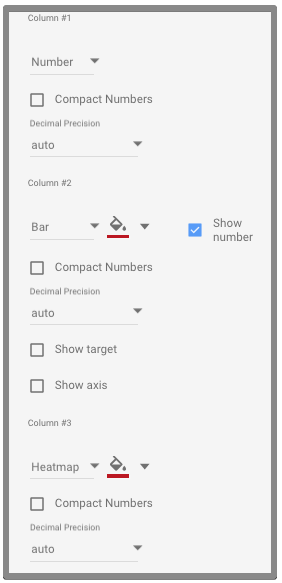 Column #1
Number
Compact Numbers
Decimal Precision
auto
Column #2
Bar
Show
number
Compact Numbers
Decimal Precision
auto
Show target
Show axis
Column #3
Heatmap
Compact Numbers
Decimal Precision
auto